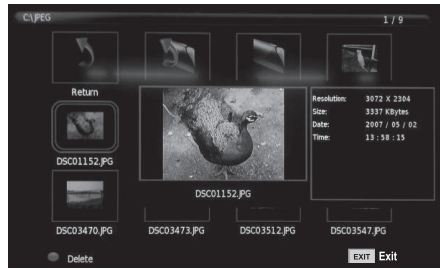 C:\JPEG
1 / 9
Return
Resolution: 3072 X 2304
Size: 3337 KBytes
Date: 2007 / 05 / 02
Time: 13 : 58 : 15
DSC01152.JPG
DSC01152.JPG
DSC03470.JPG
DSC03473.JPG
DSC03512.JPG
DSC03547.JPG
Delete
EXIT Exit